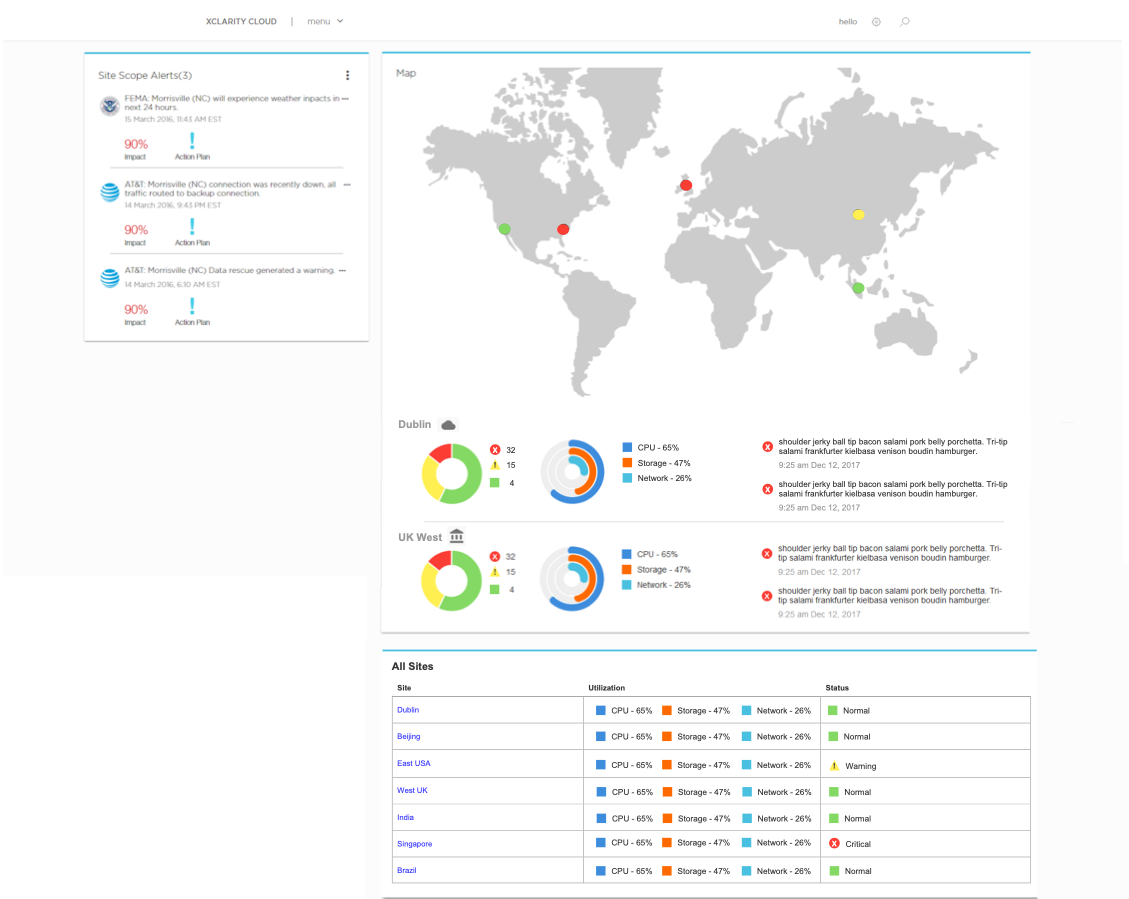 XCLARITY CLOUD | menu
hello
Site Scope Alerts(3)
FEMA: Morrisville (NC) will experience weather inpacts in
next 24 hours.
15 March 2016, 11:43 AM EST
90%
Impact
Action Plan
AT&T: Morrisville (NC) connection was recently down, all
traffic routed to backup connection.
14 March 2016, 9:43 PM EST
90%
Impact
Action Plan
AT&T: Morrisville (NC) Data rescue generated a warning.
14 March 2016, 6:10 AM EST
90%
Impact
Action Plan
Map
Dublin
32
15
4
CPU - 65%
Storage - 47%
Network - 26%
shoulder jerky ball tip bacon salami pork belly porchetta. Tri-tip
salami frankfurter kielbasa venison boudin hamburger.
9:25 am Dec 12, 2017
shoulder jerky ball tip bacon salami pork belly porchetta. Tri-tip
salami frankfurter kielbasa venison boudin hamburger.
9:25 am Dec 12, 2017
UK West
32
15
4
CPU - 65%
Storage - 47%
Network - 26%
shoulder jerky ball tip bacon salami pork belly porchetta. Tri-
tip salami frankfurter kielbasa venison boudin hamburger.
9:25 am Dec 12, 2017
shoulder jerky ball tip bacon salami pork belly porchetta. Tri-
tip salami frankfurter kielbasa venison boudin hamburger.
9:25 am Dec 12, 2017
All Sites
Site Utilization Status
Dublin CPU - 65% Storage - 47% Network - 26% Normal
Beijing CPU - 65% Storage - 47% Network - 26% Normal
East USA CPU - 65% Storage - 47% Network - 26% Warning
West UK CPU - 65% Storage - 47% Network - 26% Normal
India CPU - 65% Storage - 47% Network - 26% Normal
Singapore CPU - 65% Storage - 47% Network - 26% Critical
Brazil CPU - 65% Storage - 47% Network - 26% Normal